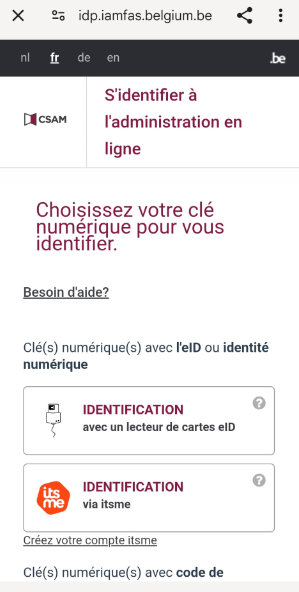 idp.iamfas.belgium.be
nl fr de en .be
CSAM
S'identifier à
l'administration en
ligne
Choisissez votre clé
numérique pour vous
identifier.
Besoin d'aide?
Clé(s) numérique(s) avec l'eID ou identité
numérique
IDENTIFICATION ?
avec un lecteur de cartes eID
its
me
IDENTIFICATION ?
via itsme
Créez votre compte itsme
Clé(s) numérique(s) avec code de